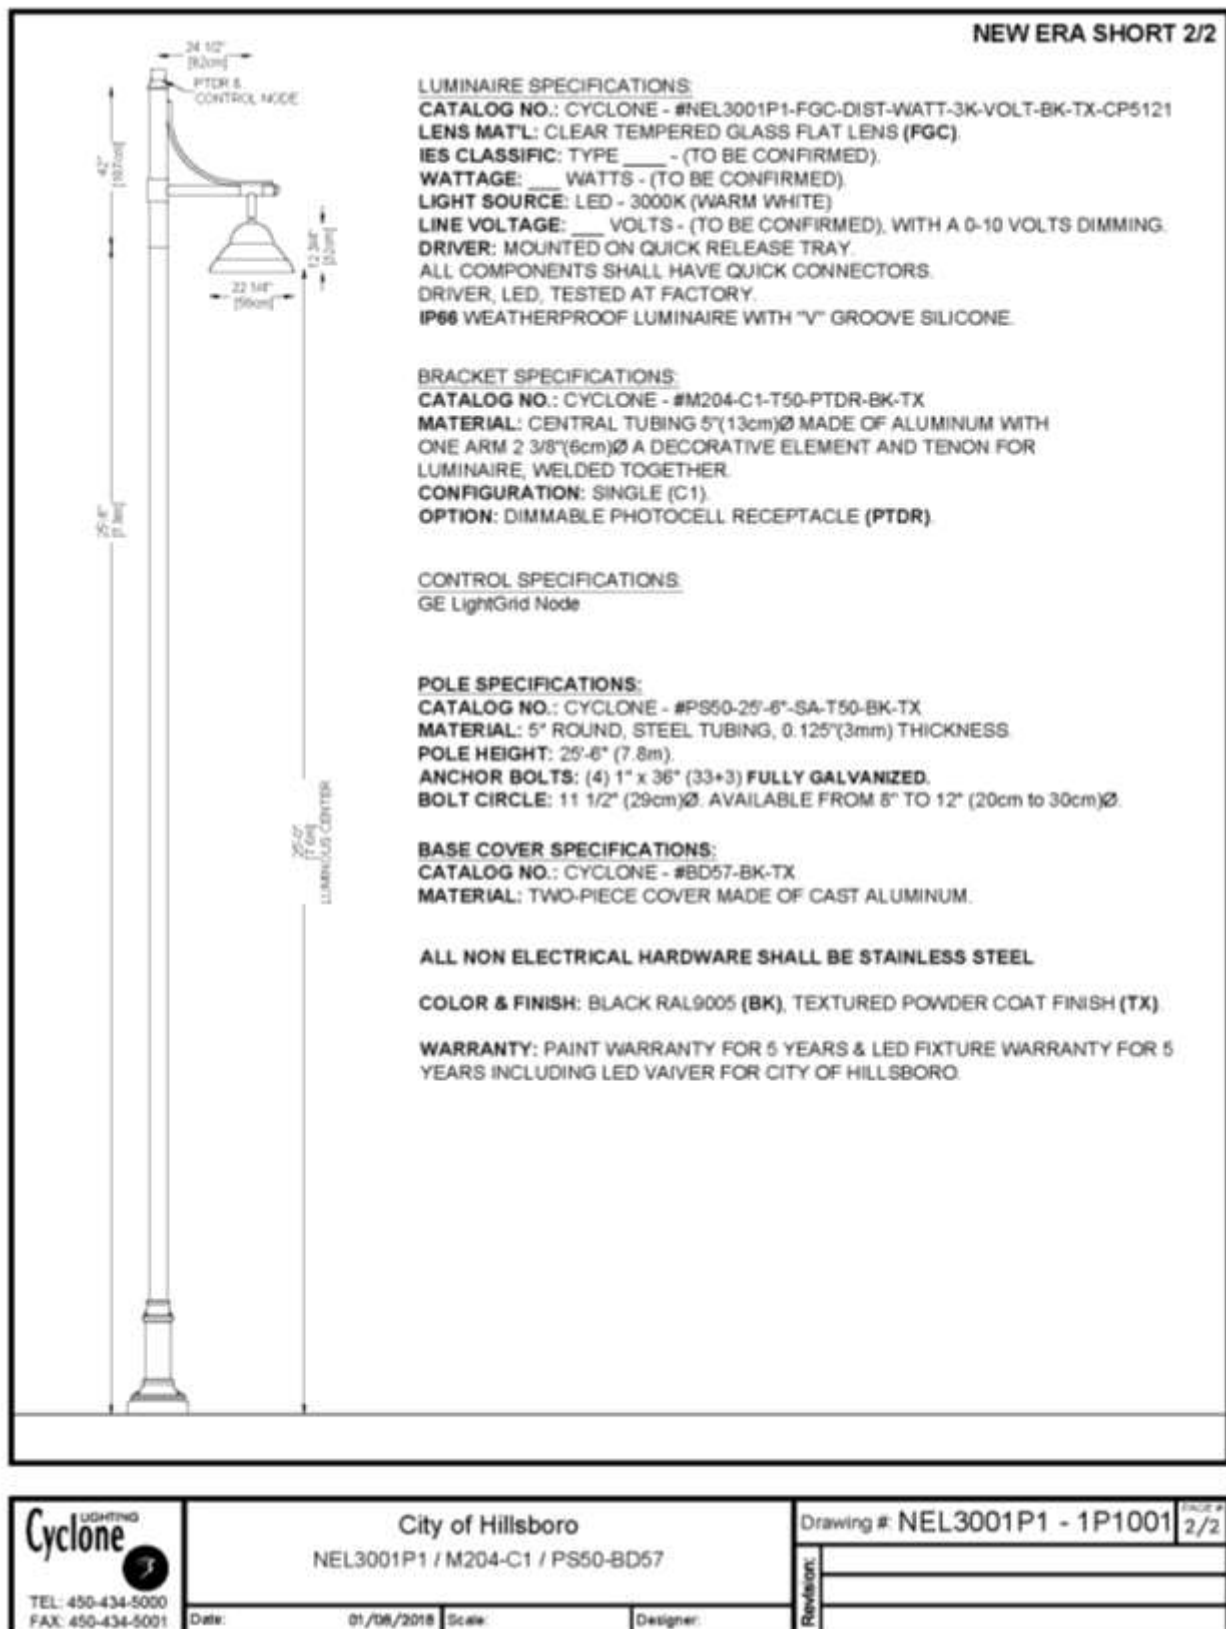 NEW ERA SHORT 2/2
24 1/2"
[62cm]
PTDR &
CONTROL NODE
42"
[107cm]
12 3/4"
[32cm]
22 1/4"
[56cm]
25'-6"
[7.8m]
25'-0"
[7.6m]
LUMINOUS CENTER
LUMINAIRE SPECIFICATIONS:
CATALOG NO.: CYCLONE - #NEL3001P1-FGC-DIST-WATT-3K-VOLT-BK-TX-CP5121
LENS MAT'L: CLEAR TEMPERED GLASS FLAT LENS (FGC).
IES CLASSIFIC: TYPE ____ - (TO BE CONFIRMED).
WATTAGE: ___ WATTS - (TO BE CONFIRMED).
LIGHT SOURCE: LED - 3000K (WARM WHITE)
LINE VOLTAGE: ___ VOLTS - (TO BE CONFIRMED), WITH A 0-10 VOLTS DIMMING.
DRIVER: MOUNTED ON QUICK RELEASE TRAY.
ALL COMPONENTS SHALL HAVE QUICK CONNECTORS.
DRIVER, LED, TESTED AT FACTORY.
IP66 WEATHERPROOF LUMINAIRE WITH "V" GROOVE SILICONE.
BRACKET SPECIFICATIONS:
CATALOG NO.: CYCLONE - #M204-C1-T50-PTDR-BK-TX
MATERIAL: CENTRAL TUBING 5"(13cm)Ø MADE OF ALUMINUM WITH
ONE ARM 2 3/8"(6cm)Ø A DECORATIVE ELEMENT AND TENON FOR
LUMINAIRE, WELDED TOGETHER.
CONFIGURATION: SINGLE (C1).
OPTION: DIMMABLE PHOTOCELL RECEPTACLE (PTDR).
CONTROL SPECIFICATIONS:
GE LightGrid Node
POLE SPECIFICATIONS:
CATALOG NO.: CYCLONE - #PS50-25'-6"-SA-T50-BK-TX
MATERIAL: 5" ROUND, STEEL TUBING, 0.125"(3mm) THICKNESS.
POLE HEIGHT: 25'-6" (7.8m).
ANCHOR BOLTS: (4) 1" x 36" (33+3) FULLY GALVANIZED.
BOLT CIRCLE: 11 1/2" (29cm)Ø. AVAILABLE FROM 8" TO 12" (20cm to 30cm)Ø.
BASE COVER SPECIFICATIONS:
CATALOG NO.: CYCLONE - #BD57-BK-TX
MATERIAL: TWO-PIECE COVER MADE OF CAST ALUMINUM.
ALL NON ELECTRICAL HARDWARE SHALL BE STAINLESS STEEL
COLOR & FINISH: BLACK RAL9005 (BK), TEXTURED POWDER COAT FINISH (TX).
WARRANTY: PAINT WARRANTY FOR 5 YEARS & LED FIXTURE WARRANTY FOR 5
YEARS INCLUDING LED VAIVER FOR CITY OF HILLSBORO.
Cyclone LIGHTING
TEL: 450-434-5000
FAX: 450-434-5001
City of Hillsboro
NEL3001P1 / M204-C1 / PS50-BD57
Date: 01/08/2018 Scale: Designer:
Drawing #: NEL3001P1 - 1P1001
PAGE #
2/2
Revision: